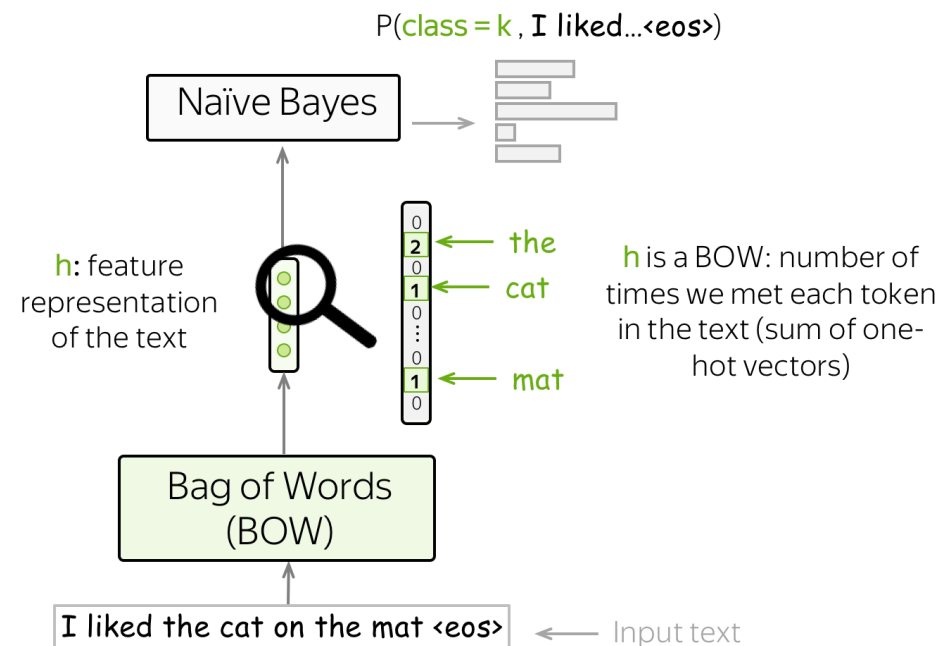 P(class = k , I liked...<eos>)
Naïve Bayes
h: feature
representation
of the text
0
2
0
1
0
⋮
0
1
0
the
cat
mat
h is a BOW: number of
times we met each token
in the text (sum of one-
hot vectors)
Bag of Words
(BOW)
I liked the cat on the mat <eos>
Input text